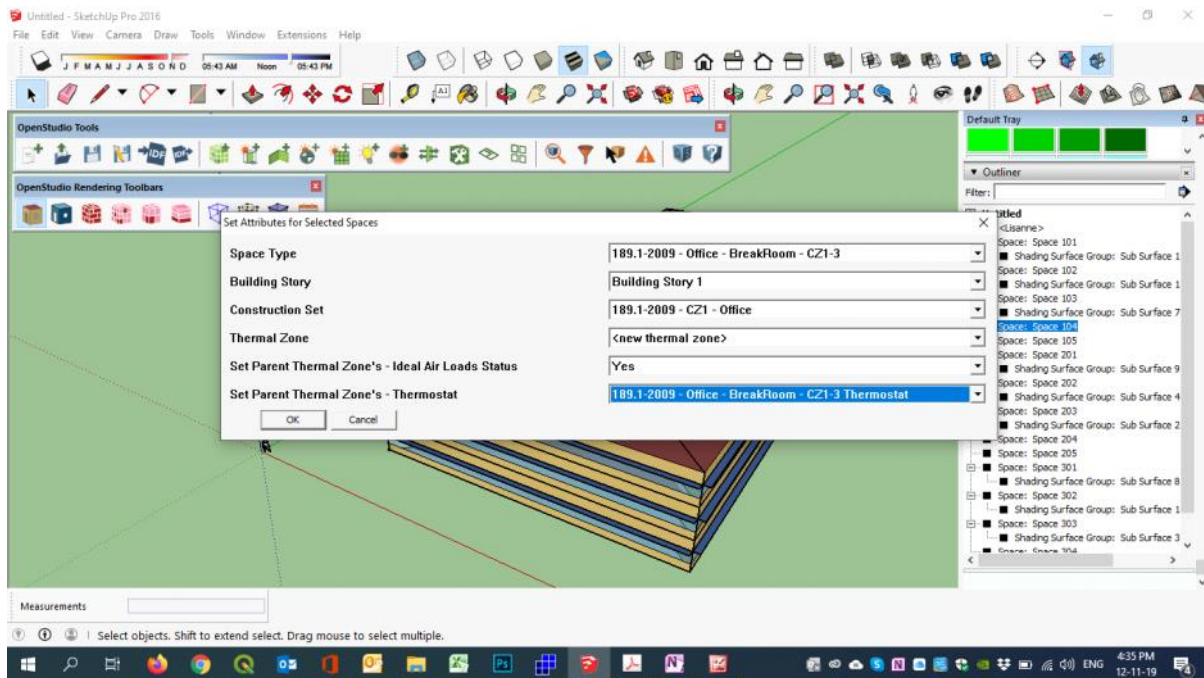 Untitled - SketchUp Pro 2016
File Edit View Camera Draw Tools Window Extensions Help
J F M A M J J A S O N D 05:43 AM Noon 05:43 PM
OpenStudio Tools
OpenStudio Rendering Toolbars
Set Attributes for Selected Spaces
Space Type 189.1-2009 - Office - BreakRoom - CZ1-3
Building Story Building Story 1
Construction Set 189.1-2009 - CZ1 - Office
Thermal Zone <new thermal zone>
Set Parent Thermal Zone's - Ideal Air Loads Status Yes
Set Parent Thermal Zone's - Thermostat 189.1-2009 - Office - BreakRoom - CZ1-3 Thermostat
OK Cancel
Default Tray
Outliner
Filter:
<Lisanne>
Space: Space 101
Shading Surface Group: Sub Surface 1
Space: Space 102
Shading Surface Group: Sub Surface 1
Space: Space 103
Shading Surface Group: Sub Surface 7
Space: Space 104
Space: Space 105
Space: Space 201
Shading Surface Group: Sub Surface 9
Space: Space 202
Shading Surface Group: Sub Surface 4
Space: Space 203
Shading Surface Group: Sub Surface 2
Space: Space 204
Space: Space 205
Space: Space 301
Shading Surface Group: Sub Surface 8
Space: Space 302
Shading Surface Group: Sub Surface 1
Space: Space 303
Shading Surface Group: Sub Surface 3
Space: Space 304
Measurements
Select objects. Shift to extend select. Drag mouse to select multiple.
ENG
4:35 PM
12-11-19